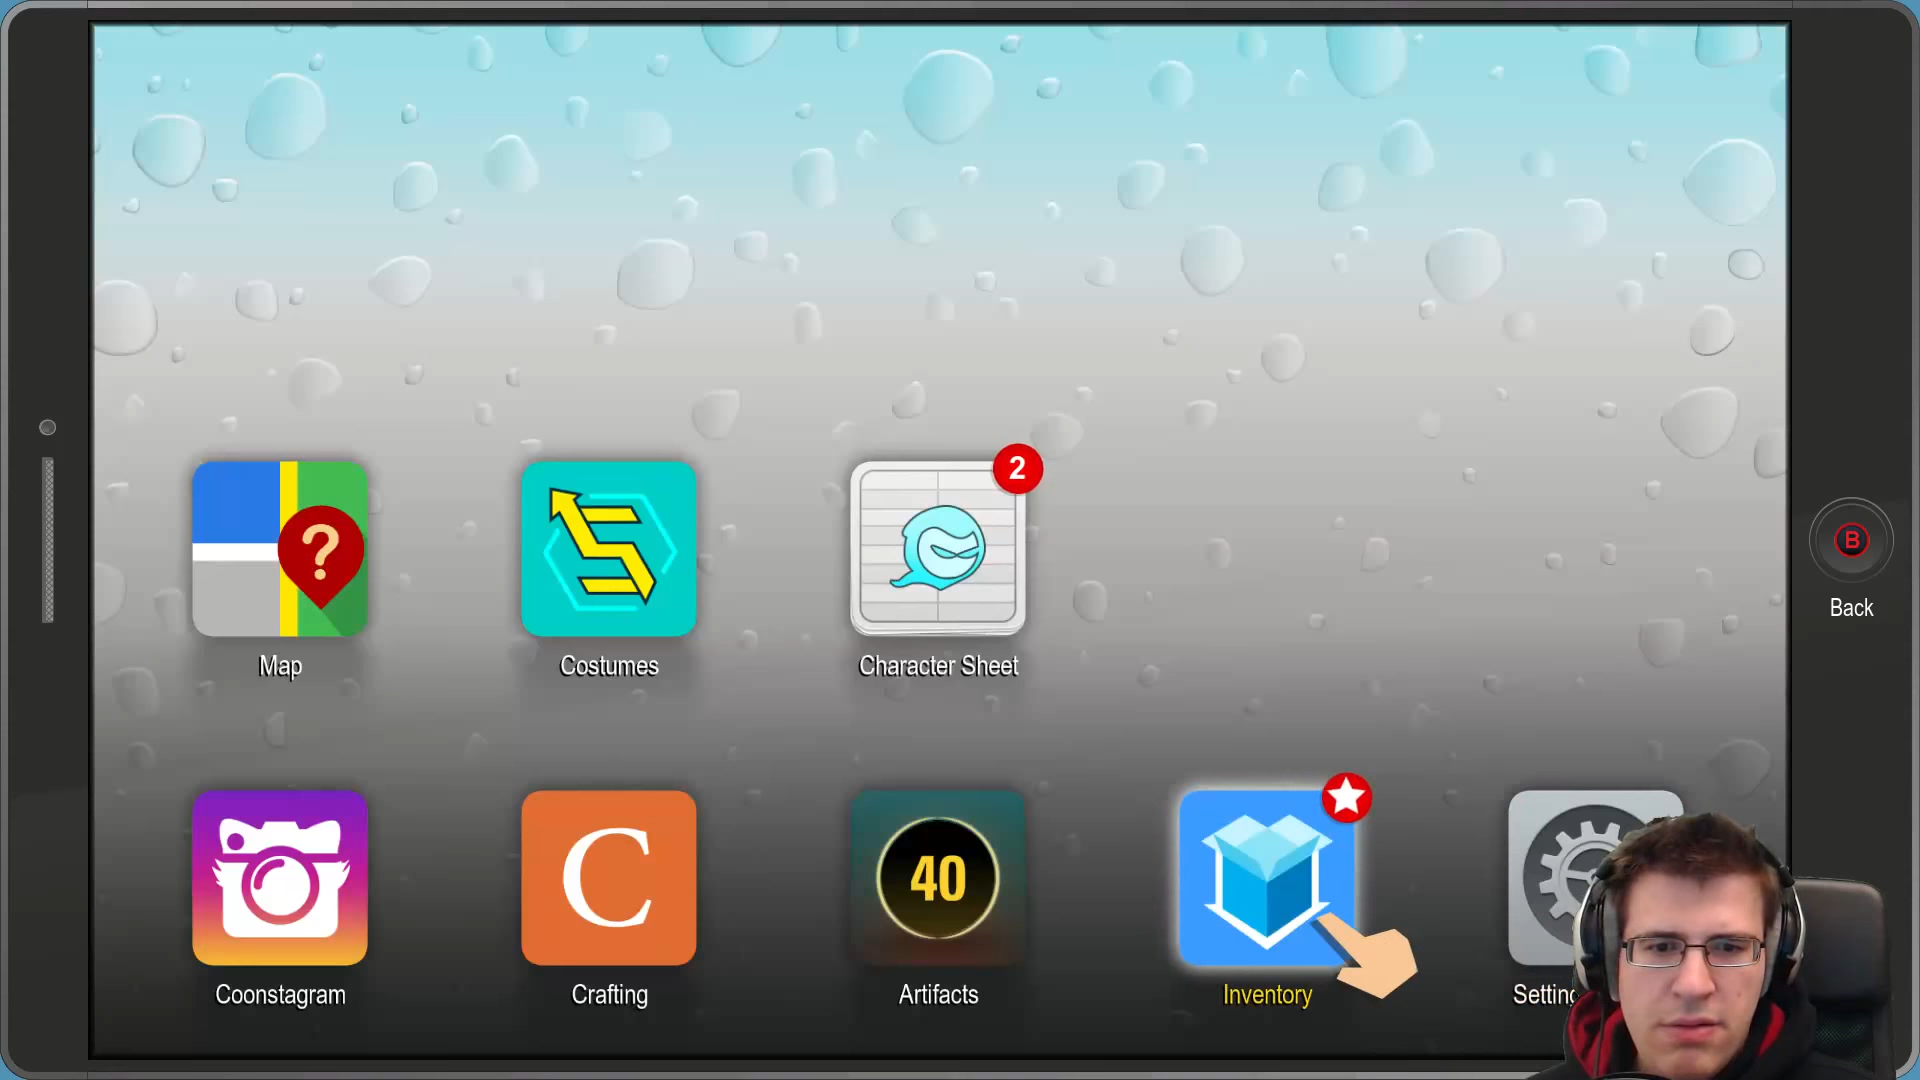 2
?
Map
Costumes
Character Sheet
B
Back
C
40
Coonstagram
Crafting
Artifacts
Inventory